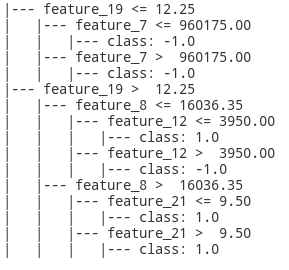 |--- feature_19 <= 12.25
|   |--- feature_7 <= 960175.00
|   |   |--- class: -1.0
|   |--- feature_7 >  960175.00
|   |   |--- class: -1.0
|--- feature_19 >  12.25
|   |--- feature_8 <= 16036.35
|   |   |--- feature_12 <= 3950.00
|   |   |   |--- class: 1.0
|   |   |--- feature_12 >  3950.00
|   |   |   |--- class: -1.0
|   |--- feature_8 >  16036.35
|   |   |--- feature_21 <= 9.50
|   |   |   |--- class: 1.0
|   |   |--- feature_21 >  9.50
|   |   |   |--- class: 1.0